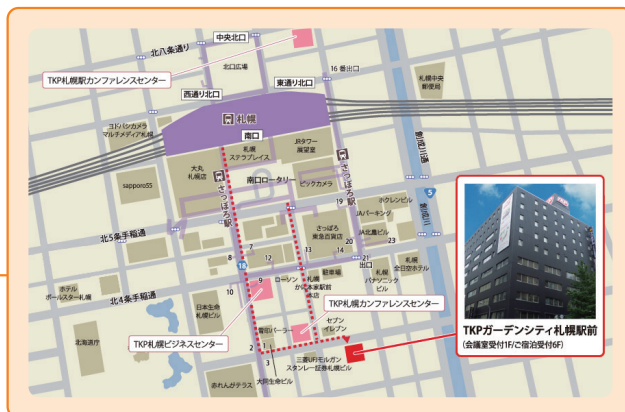 中央北口
北八条通り
北口広場
16 番出口
TKP札幌駅カンファレンスセンター
札幌中央
郵便局
西通り北口
東通り北口
ヨドバシカメラ
マルチメディア札幌
札幌
南口
札幌
ステラプレイス
JRタワー
展望室
大丸
札幌店
創成川通
sapporo55
さっぽろ駅
南口ロータリー
ビックカメラ
さっぽろ駅
5
創成川
ホクレンビル
19
JAパーキング
さっぽろ
東急百貨店
JA北農ビル
北5条手稲通
7
13
20
23
14
21
出口
8
12
16
9
ローソン
駐車場
札幌
かに本家駅前
本店
札幌
パナソニック
ビル
札幌
全日空ホテル
ホテル
ポールスター札幌
北4条手稲通
10
日本生命
札幌ビル
TKP札幌カンファレンスセンター
雪印パーラー
セブン
イレブン
北海道庁
TKP札幌ビジネスセンター
2
1
3
大同生命ビル
三菱UFJモルガン
スタンレー証券札幌ビル
赤れんがテラス
TKPガーデンシティ札幌駅前
(会議室受付1F/ご宿泊受付6F)